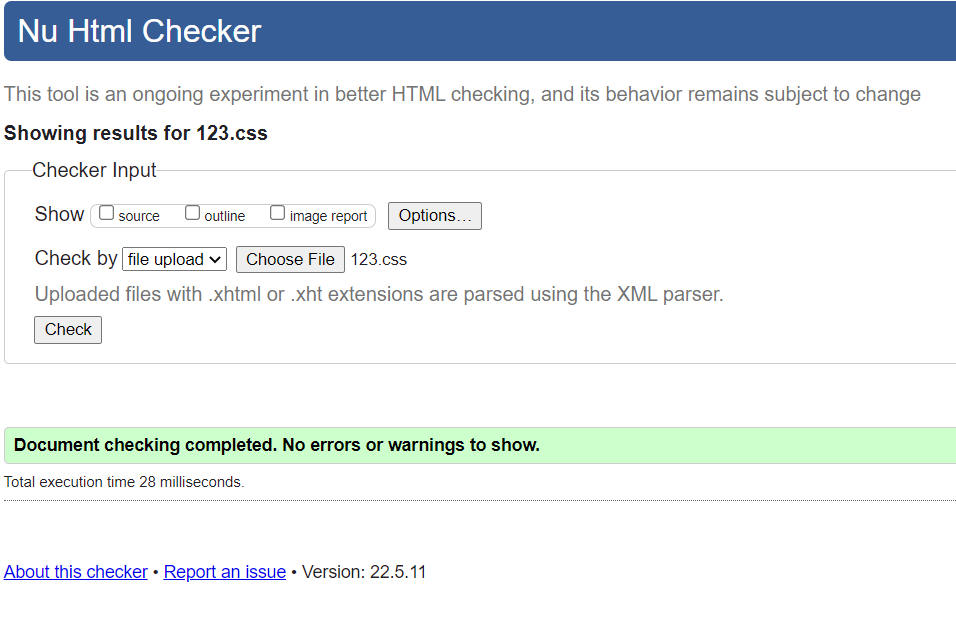 Nu Html Checker
This tool is an ongoing experiment in better HTML checking, and its behavior remains subject to change
Showing results for 123.css
Checker Input
Show source outline image report Options…
Check by file upload Choose File 123.css
Uploaded files with .xhtml or .xht extensions are parsed using the XML parser.
Check
Document checking completed. No errors or warnings to show.
Total execution time 28 milliseconds.
About this checker • Report an issue • Version: 22.5.11